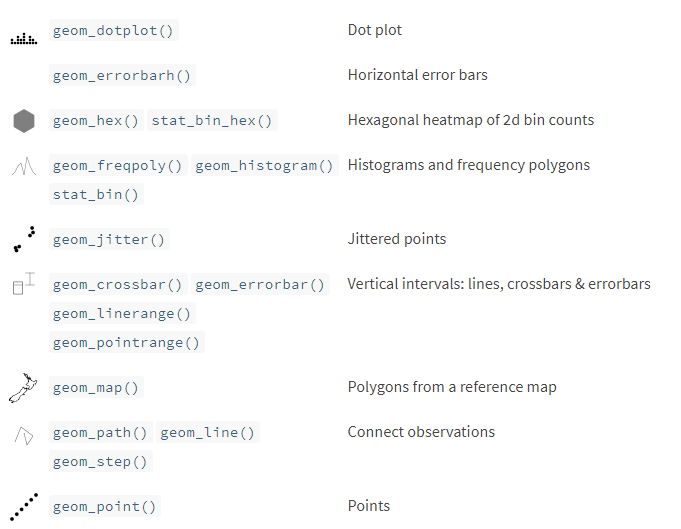 geom_dotplot() Dot plot
geom_errorbarh() Horizontal error bars
geom_hex() stat_bin_hex() Hexagonal heatmap of 2d bin counts
geom_freqpoly() geom_histogram() Histograms and frequency polygons
stat_bin()
geom_jitter() Jittered points
geom_crossbar() geom_errorbar() Vertical intervals: lines, crossbars & errorbars
geom_linerange()
geom_pointrange()
geom_map() Polygons from a reference map
geom_path() geom_line() Connect observations
geom_step()
geom_point() Points